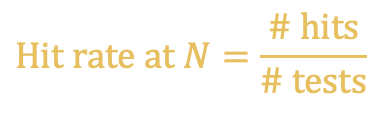 Hit rate at N = # hits / # tests